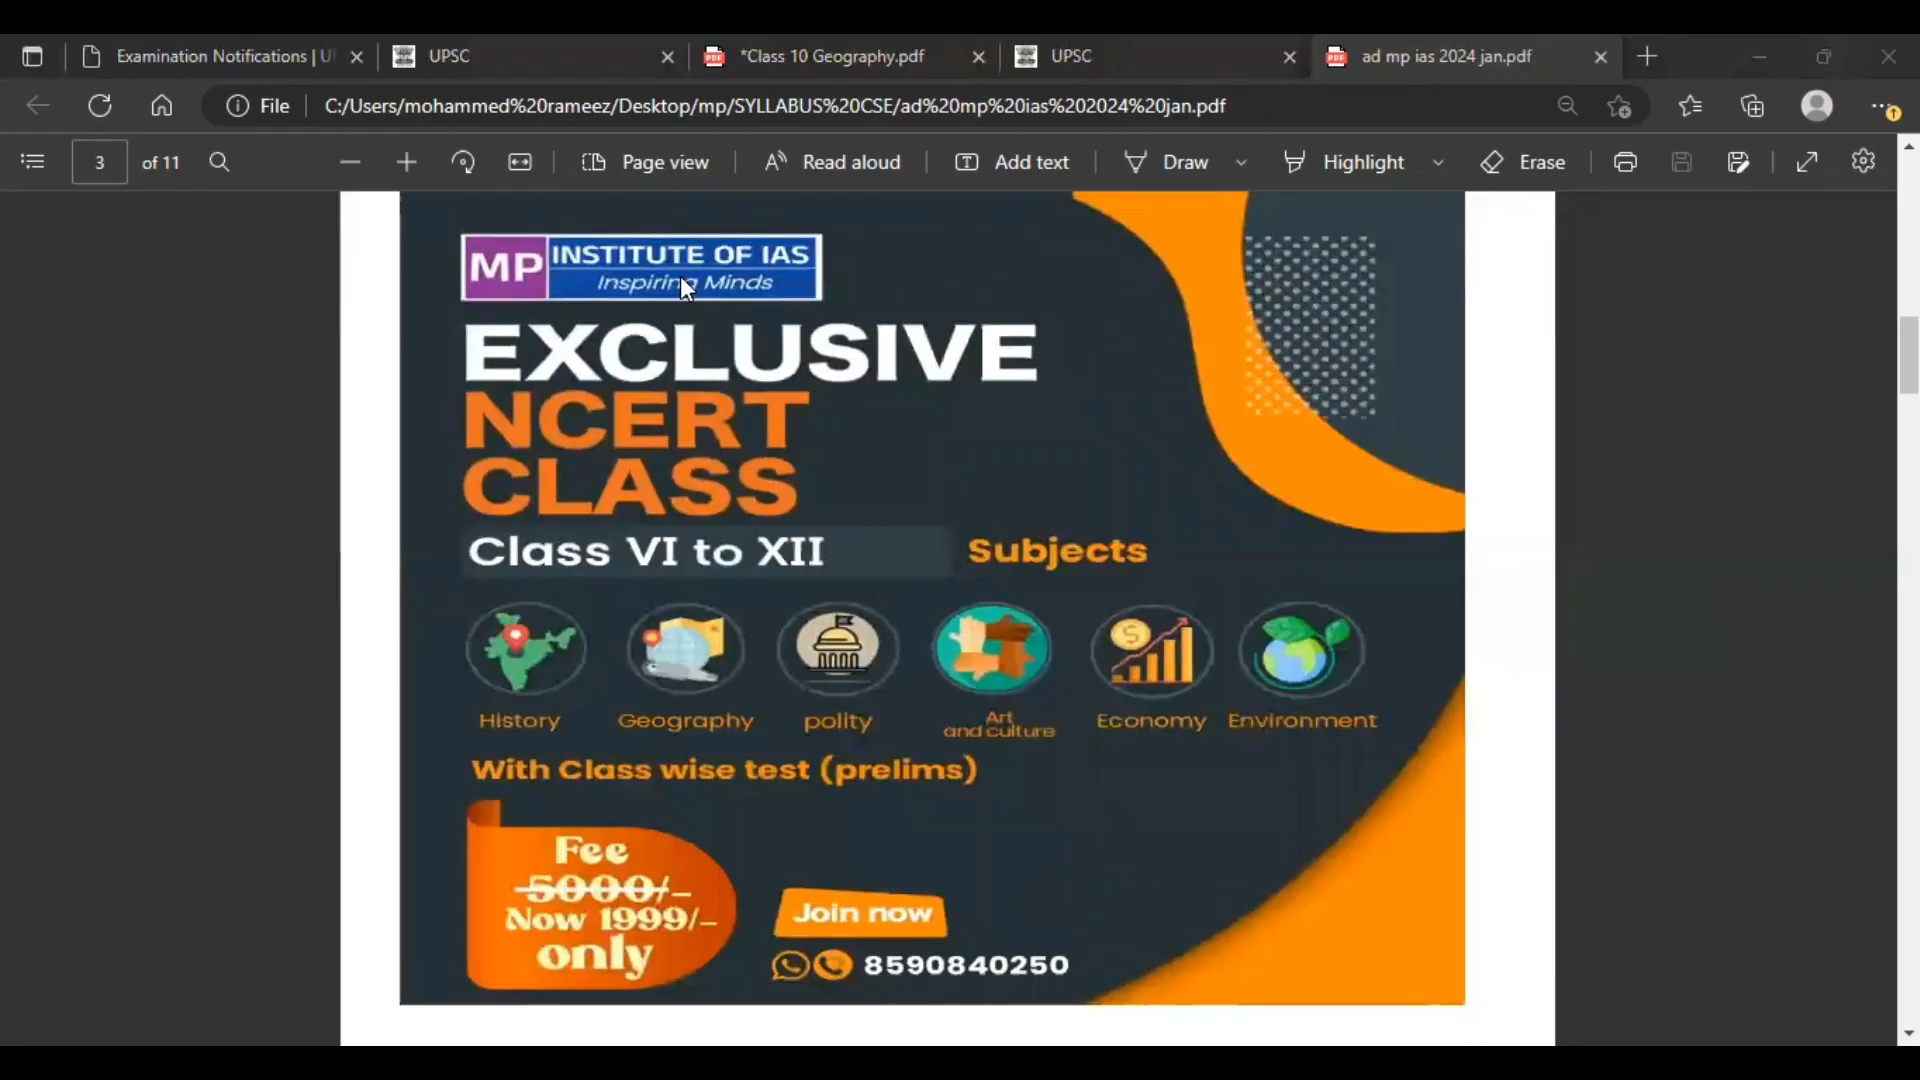 Examination Notifications | U
UPSC
*Class 10 Geography.pdf
UPSC
ad mp ias 2024 jan.pdf
File
C:/Users/mohammed%20rameez/Desktop/mp/SYLLABUS%20CSE/ad%20mp%20ias%202024%20jan.pdf
3 of 11
Page view
Read aloud
Add text
Draw
Highlight
Erase
MP INSTITUTE OF IAS
Inspiring Minds
EXCLUSIVE
NCERT
CLASS
Class VI to XII
Subjects
History
Geography
polity
Art
and culture
Economy
Environment
With Class wise test (prelims)
Fee
5000/-
Now 1999/-
only
Join now
8590840250